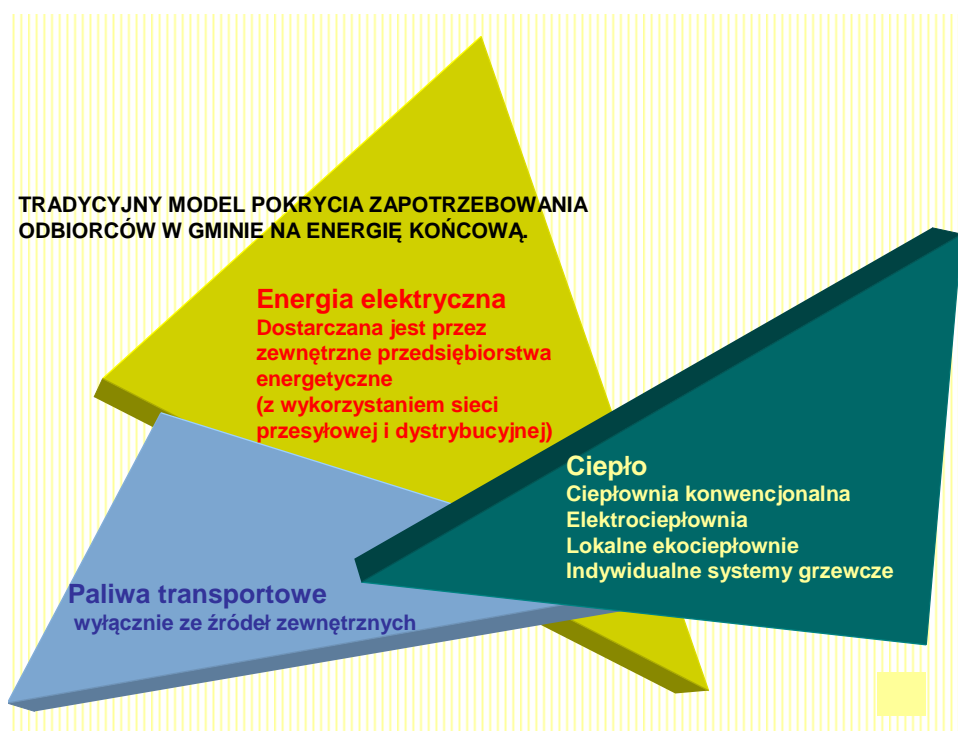 TRADYCYJNY MODEL POKRYCIA ZAPOTRZEBOWANIA
ODBIORCÓW W GMINIE NA ENERGIĘ KOŃCOWĄ.
Energia elektryczna
Dostarczana jest przez
zewnętrzne przedsiębiorstwa
energetyczne
(z wykorzystaniem sieci
przesyłowej i dystrybucyjnej)
Ciepło
Ciepłownia konwencjonalna
Elektrociepłownia
Lokalne ekociepłownie
Indywidualne systemy grzewcze
Paliwa transportowe
wyłącznie ze źródeł zewnętrznych